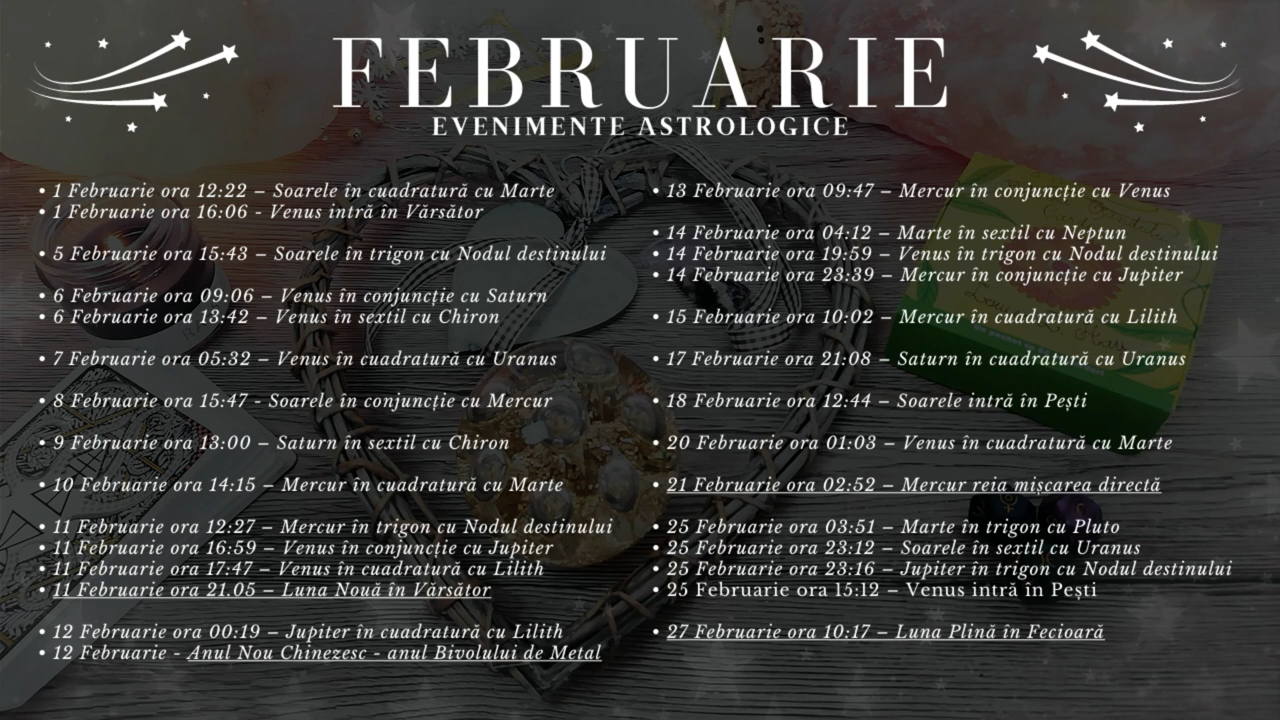 FEBRUARIE
EVENIMENTE ASTROLOGICE
• 1 Februarie ora 12:22 – Soarele în cuadratură cu Marte
• 1 Februarie ora 16:06 - Venus intră în Vărsător
• 5 Februarie ora 15:43 – Soarele în trigon cu Nodul destinului
• 6 Februarie ora 09:06 – Venus în conjuncție cu Saturn
• 6 Februarie ora 13:42 – Venus în sextil cu Chiron
• 7 Februarie ora 05:32 – Venus în cuadratură cu Uranus
• 8 Februarie ora 15:47 - Soarele în conjuncție cu Mercur
• 9 Februarie ora 13:00 – Saturn în sextil cu Chiron
• 10 Februarie ora 14:15 – Mercur în cuadratură cu Marte
• 11 Februarie ora 12:27 – Mercur în trigon cu Nodul destinului
• 11 Februarie ora 16:59 – Venus în conjuncție cu Jupiter
• 11 Februarie ora 17:47 – Venus în cuadratură cu Lilith
• 11 Februarie ora 21.05 – Luna Nouă în Vărsător
• 12 Februarie ora 00:19 – Jupiter în cuadratură cu Lilith
• 12 Februarie - Anul Nou Chinezesc - anul Bivolului de Metal
• 13 Februarie ora 09:47 – Mercur în conjuncție cu Venus
• 14 Februarie ora 04:12 – Marte în sextil cu Neptun
• 14 Februarie ora 19:59 – Venus în trigon cu Nodul destinului
• 14 Februarie ora 23:39 – Mercur în conjuncție cu Jupiter
• 15 Februarie ora 10:02 – Mercur în cuadratură cu Lilith
• 17 Februarie ora 21:08 – Saturn în cuadratură cu Uranus
• 18 Februarie ora 12:44 – Soarele intră în Pești
• 20 Februarie ora 01:03 – Venus în cuadratură cu Marte
• 21 Februarie ora 02:52 – Mercur reia mișcarea directă
• 25 Februarie ora 03:51 – Marte în trigon cu Pluto
• 25 Februarie ora 23:12 – Soarele în sextil cu Uranus
• 25 Februarie ora 23:16 – Jupiter în trigon cu Nodul destinului
• 25 Februarie ora 15:12 – Venus intră în Pești
• 27 Februarie ora 10:17 – Luna Plină în Fecioară